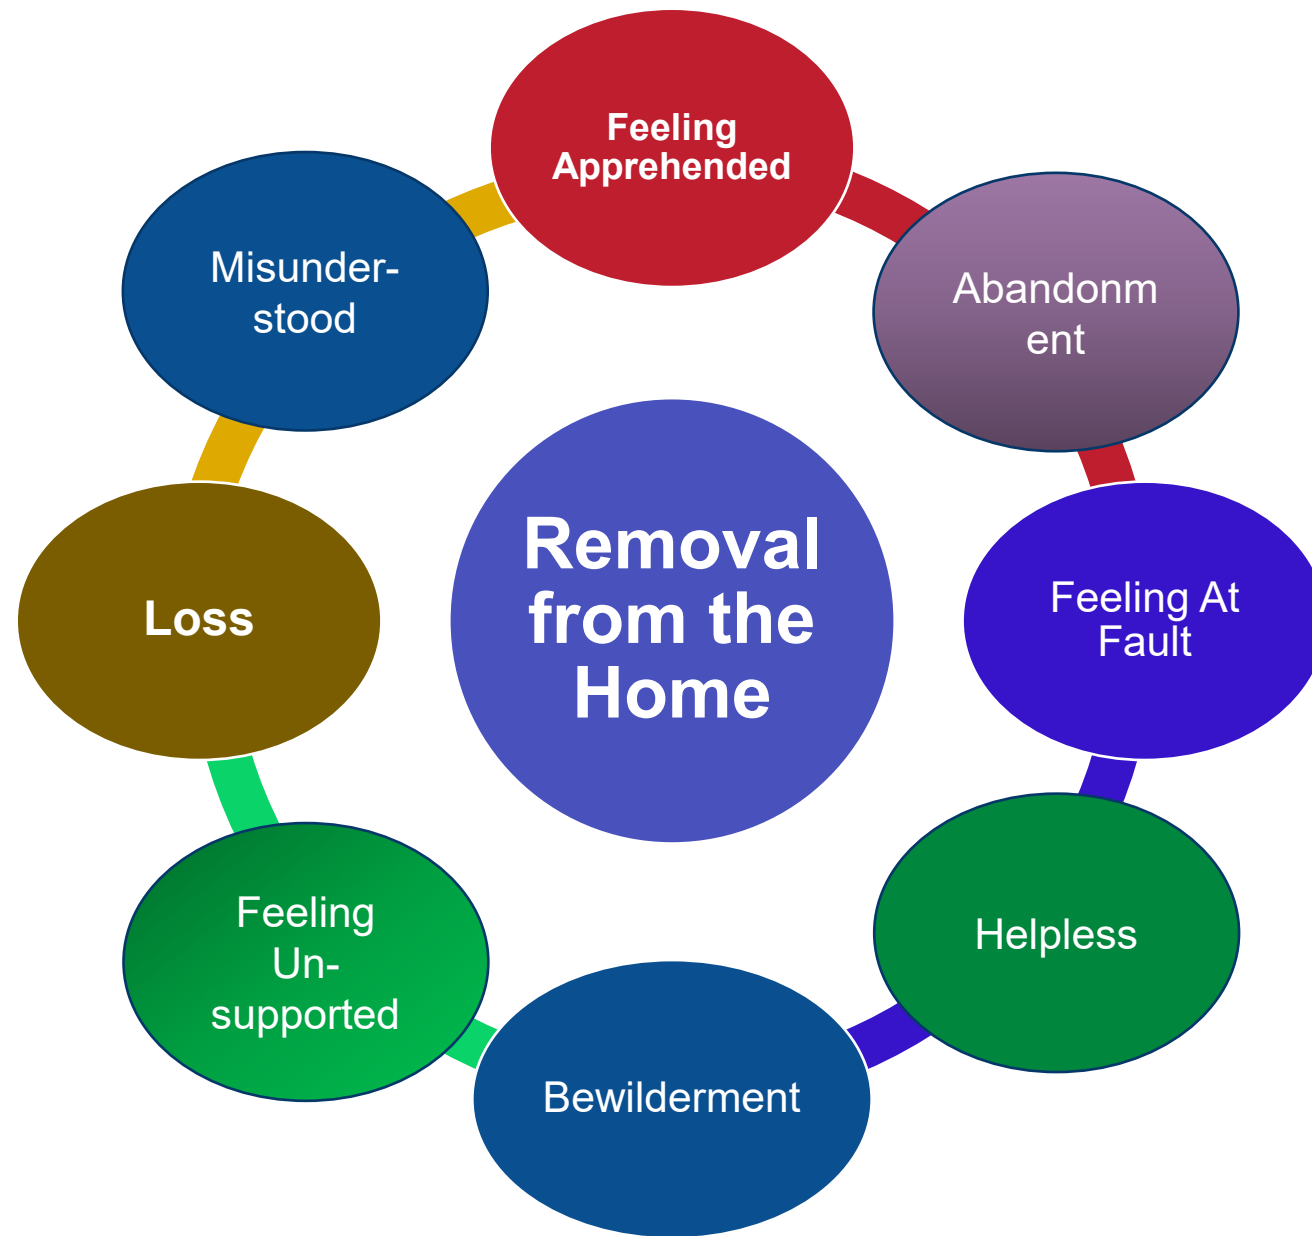 Feeling
Apprehended
Misunder-
stood
Abandonm
ent
Removal
from the
Home
Loss
Feeling At
Fault
Feeling
Un-
supported
Helpless
Bewilderment